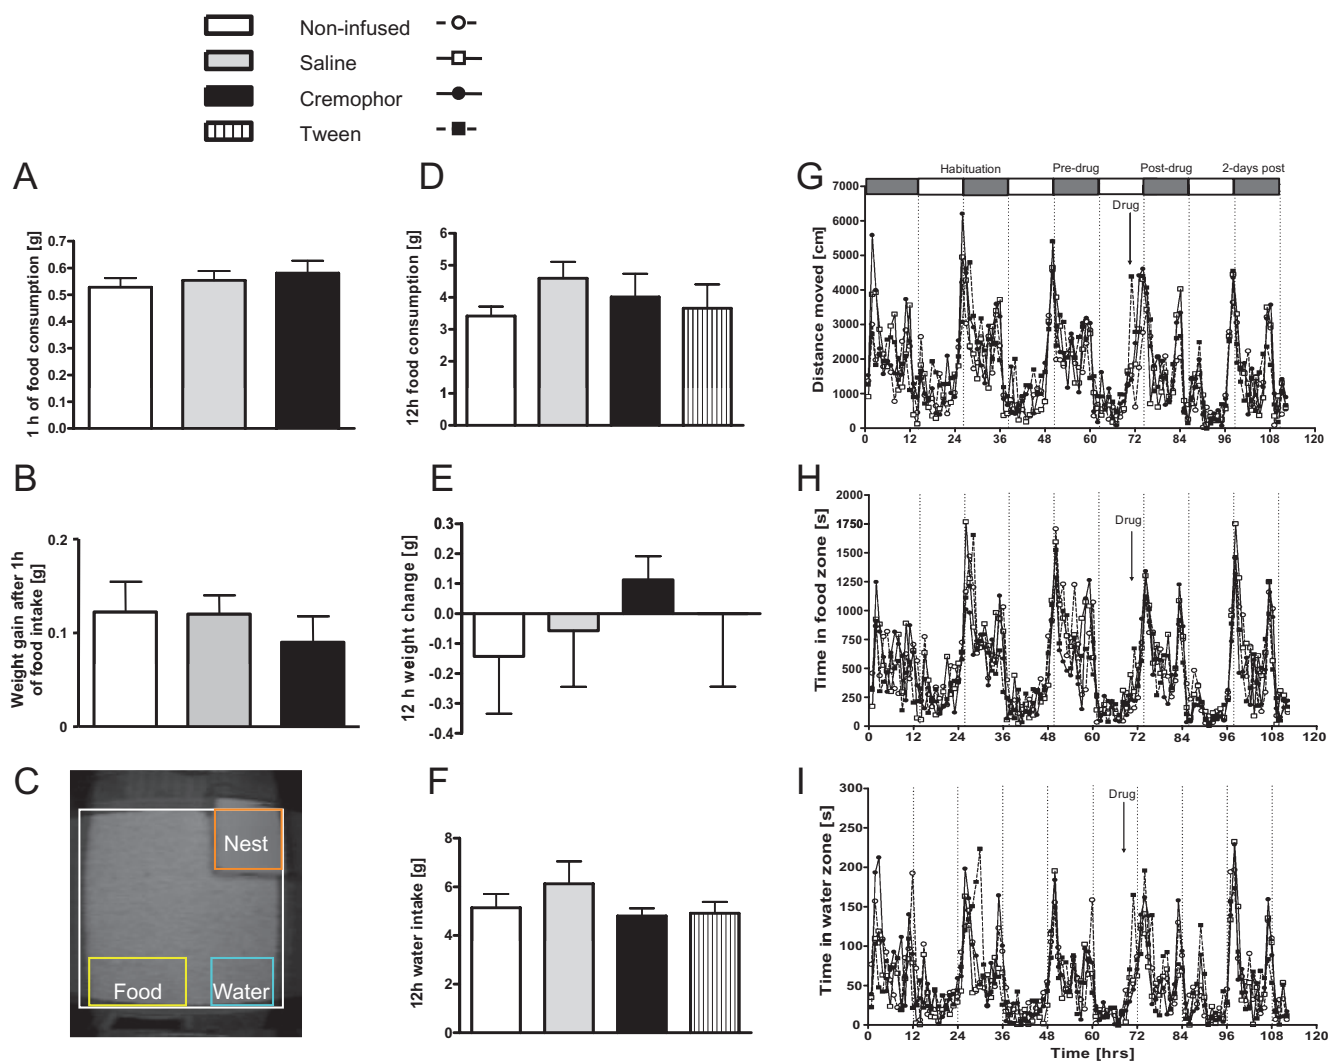 Non-infused
Saline
Cremophor
Tween
A
1 h of food consumption [g]
0.7
0.6
0.5
0.4
0.3
0.2
0.1
0.0
B
Weight gain after 1h
of food intake [g]
0.2
0.1
0
C
Nest
Food
Water
D
12h food consumption [g]
6
5
4
3
2
1
0
E
12 h weight change [g]
0.3
0.2
0.1
0.0
-0.1
-0.2
-0.3
-0.4
F
12h water intake [g]
8
6
4
2
0
G
Habituation
Pre-drug
Post-drug
2-days post
Drug
Distance moved [cm]
7000
6000
5000
4000
3000
2000
1000
0
0 12 24 36 48 60 72 84 96 108 120
H
Drug
Time in food zone [s]
2000
1750
1500
1250
1000
750
500
250
0
0 12 24 36 48 60 72 84 96 108 120
I
Drug
Time in water zone [s]
300
250
200
150
100
50
0
0 12 24 36 48 60 72 84 96 108 120
Time [hrs]